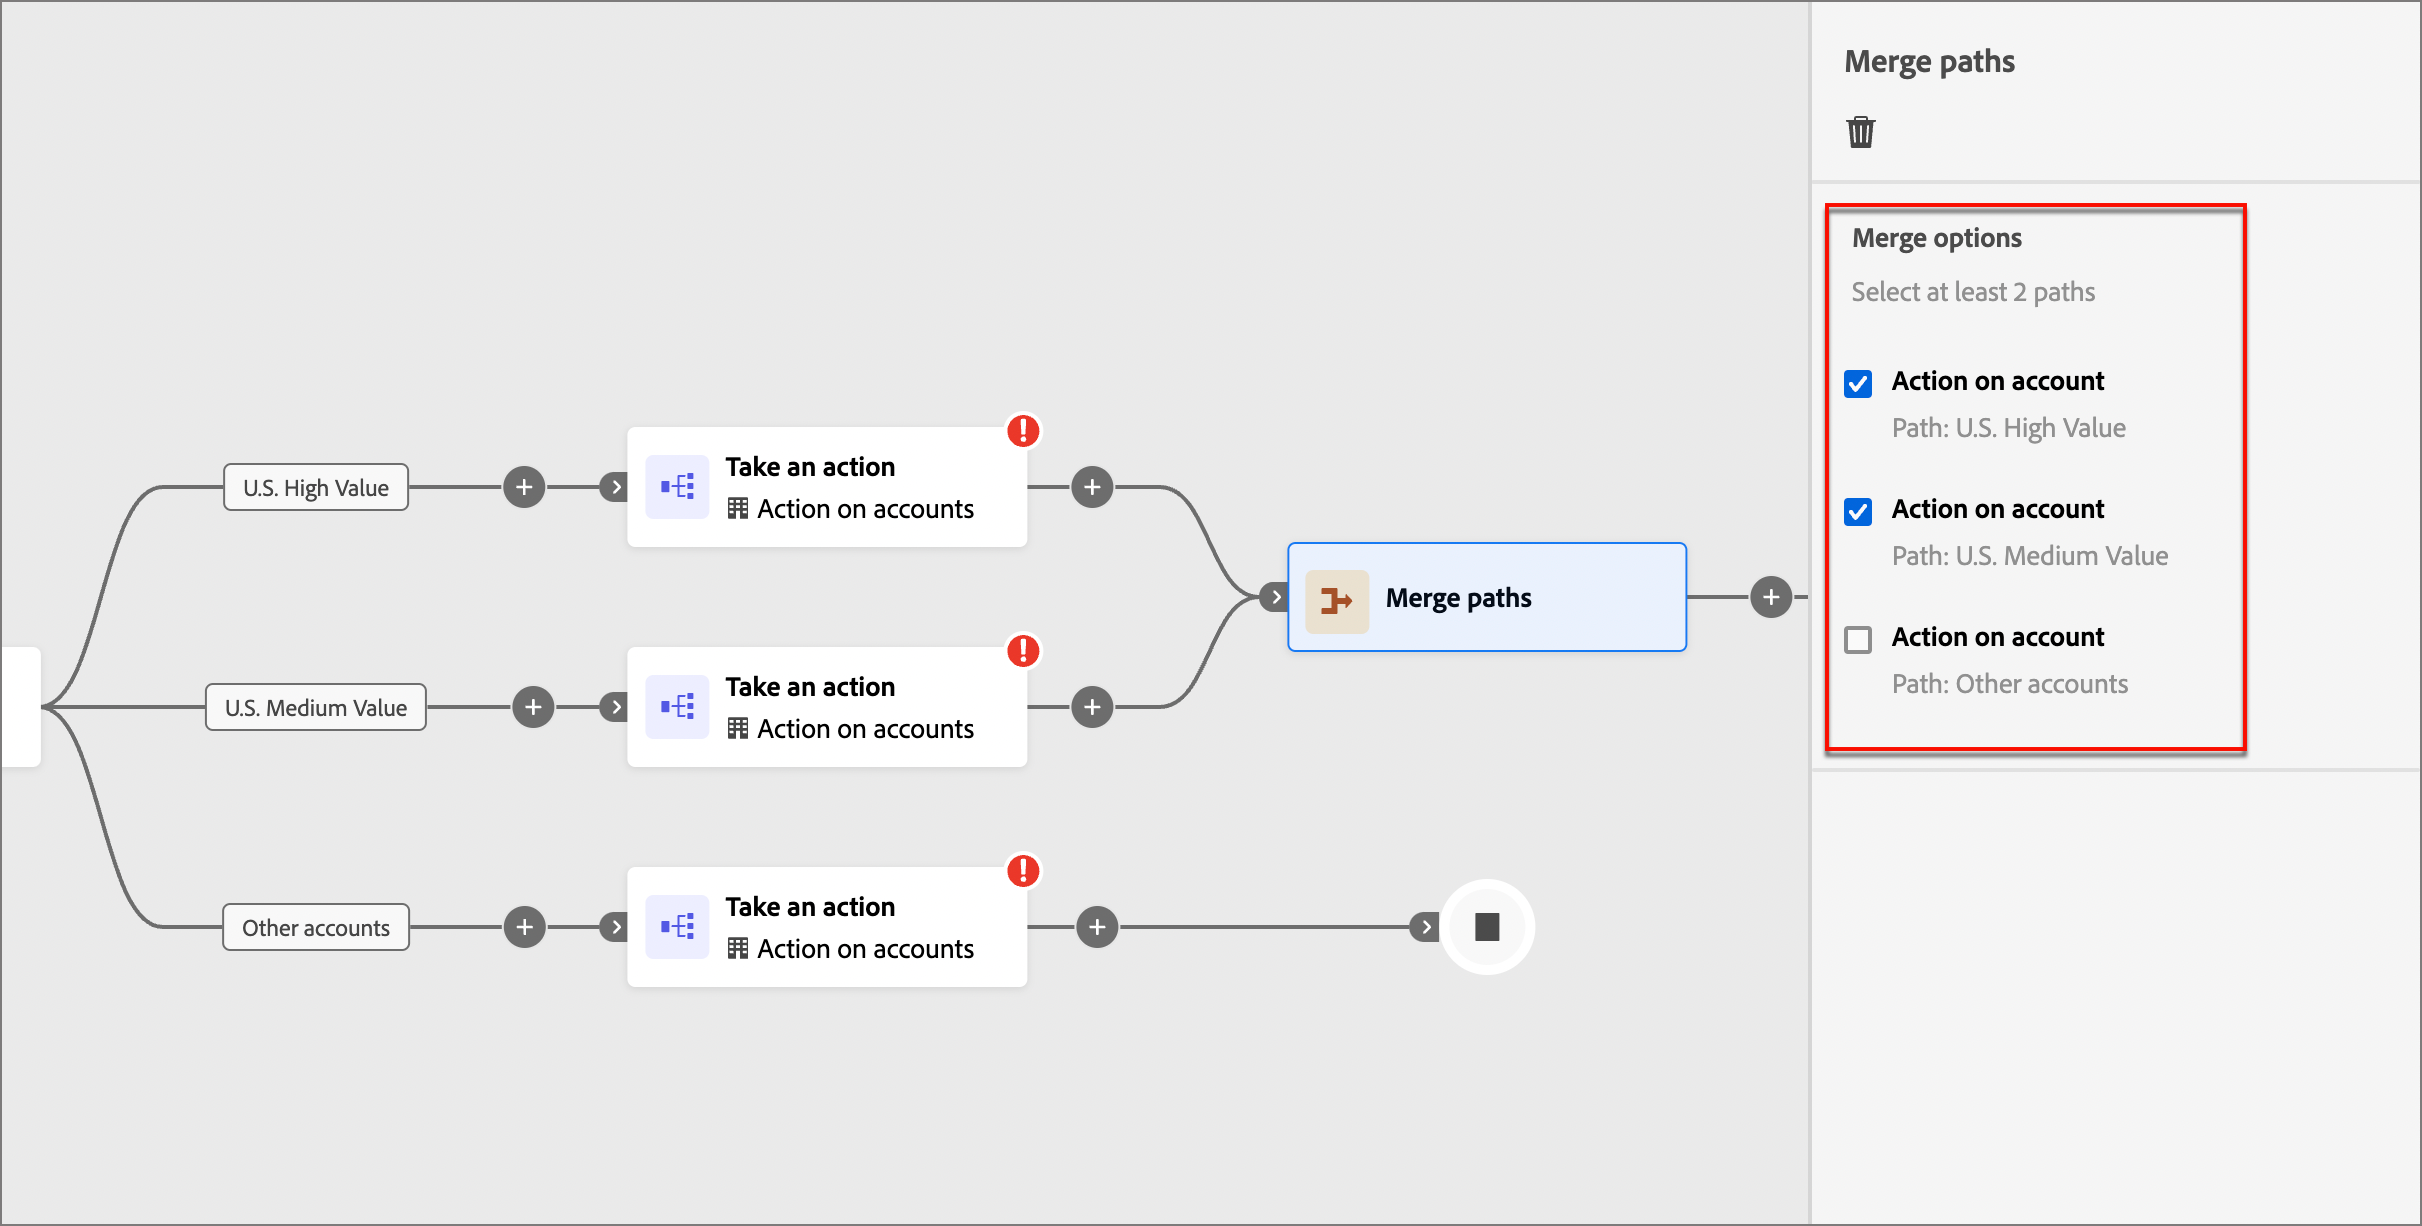 U.S. High Value
Take an action
Action on accounts
U.S. Medium Value
Take an action
Action on accounts
Other accounts
Take an action
Action on accounts
Merge paths
Merge paths
Merge options
Select at least 2 paths
Action on account
Path: U.S. High Value
Action on account
Path: U.S. Medium Value
Action on account
Path: Other accounts